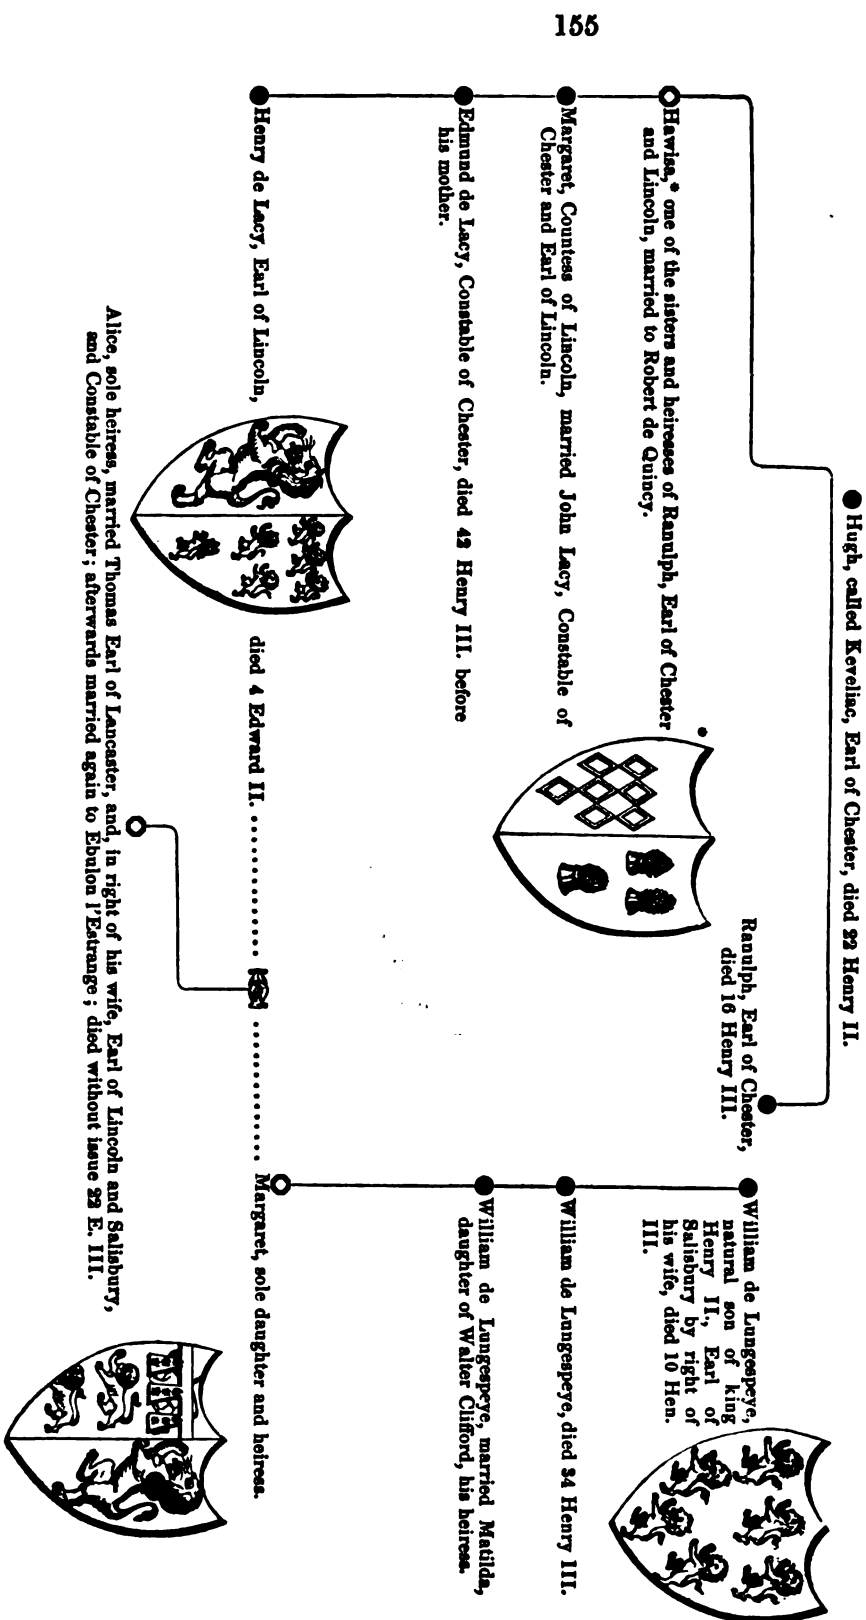 155
Hugh, called Keveliac, Earl of Chester, died 22 Henry II.
Ranulph, Earl of Chester,
died 16 Henry III.
Hawisa,* one of the sisters and heiresses of Ranulph, Earl of Chester
and Lincoln, married to Robert de Quincy.
*
Margaret, Countess of Lincoln, married John Lacy, Constable of
Chester and Earl of Lincoln.
Edmund de Lacy, Constable of Chester, died 42 Henry III. before
his mother.
William de Lungespeye,
natural son of king
Henry II., Earl of
Salisbury by right of
his wife, died 10 Hen.
III.
William de Lungespeye, died 34 Henry III.
William de Lungespeye, married Matilda,
daughter of Walter Clifford, his heiress.
Henry de Lacy, Earl of Lincoln, died 4 Edward II. .............. .............. Margaret, sole daughter and heiress.
Alice, sole heiress, married Thomas Earl of Lancaster, and, in right of his wife, Earl of Lincoln and Salisbury,
and Constable of Chester; afterwards married again to Ebulon l'Estrange; died without issue 22 E. III.